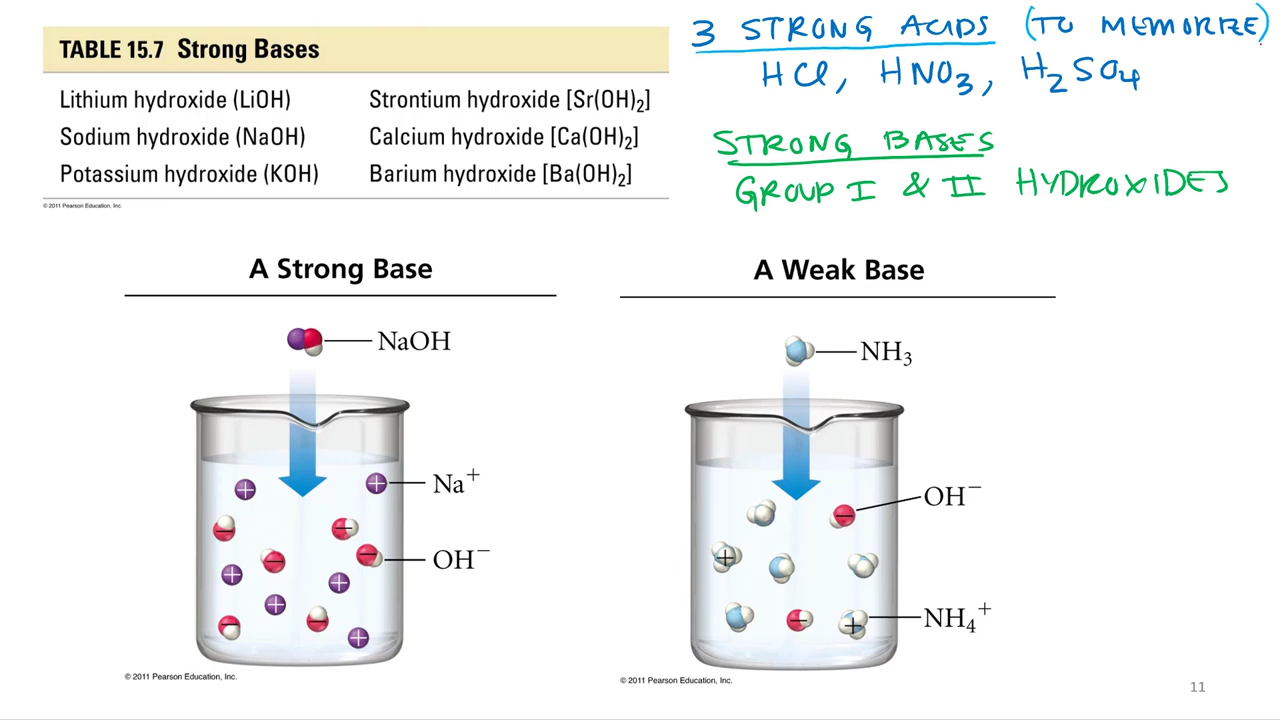 TABLE 15.7 Strong Bases
Lithium hydroxide (LiOH) Strontium hydroxide [Sr(OH)₂]
Sodium hydroxide (NaOH) Calcium hydroxide [Ca(OH)₂]
Potassium hydroxide (KOH) Barium hydroxide [Ba(OH)₂]
© 2011 Pearson Education, Inc.
3 STRONG ACIDS (TO MEMORIZE)
HCl, HNO₃, H₂SO₄
STRONG BASES
GROUP I & II HYDROXIDES
A Strong Base
NaOH
Na⁺
OH⁻
© 2011 Pearson Education, Inc.
A Weak Base
NH₃
OH⁻
NH₄⁺
© 2011 Pearson Education, Inc.
11